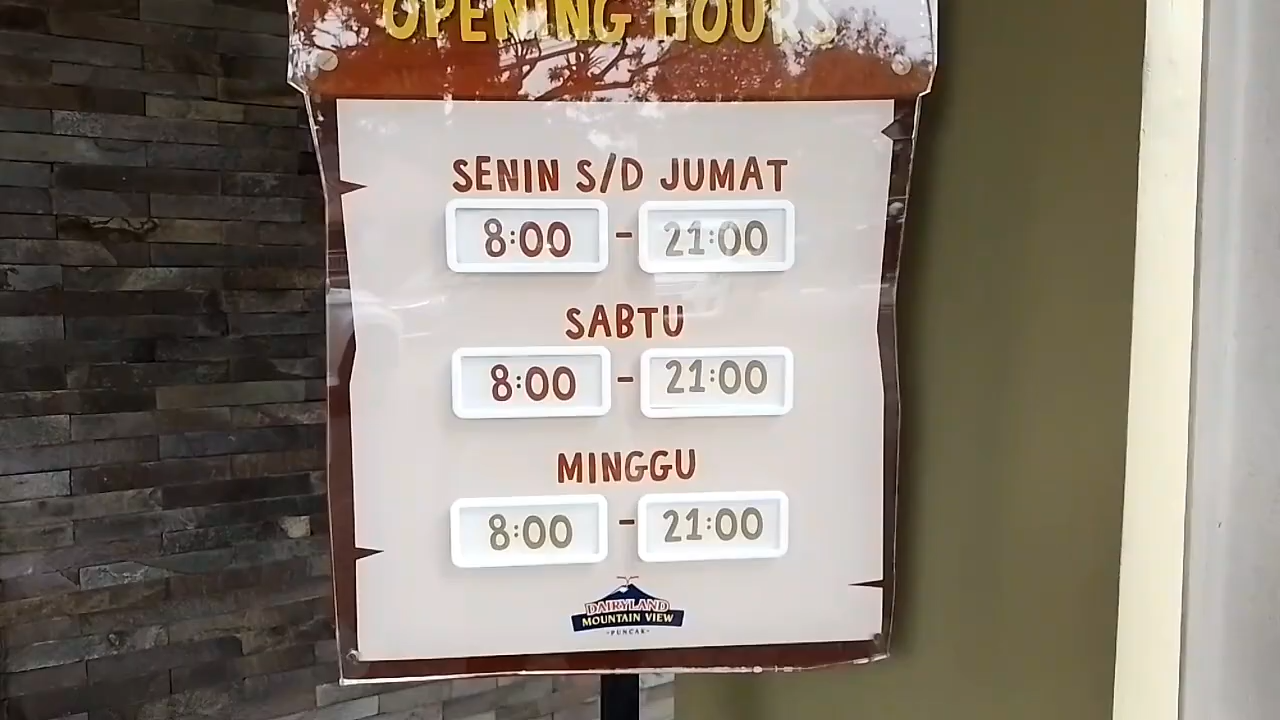 OPENING HOURS
SENIN S/D JUMAT
8:00 - 21:00
SABTU
8:00 - 21:00
MINGGU
8:00 - 21:00
DAIRYLAND
MOUNTAIN VIEW
-PUNCAK-